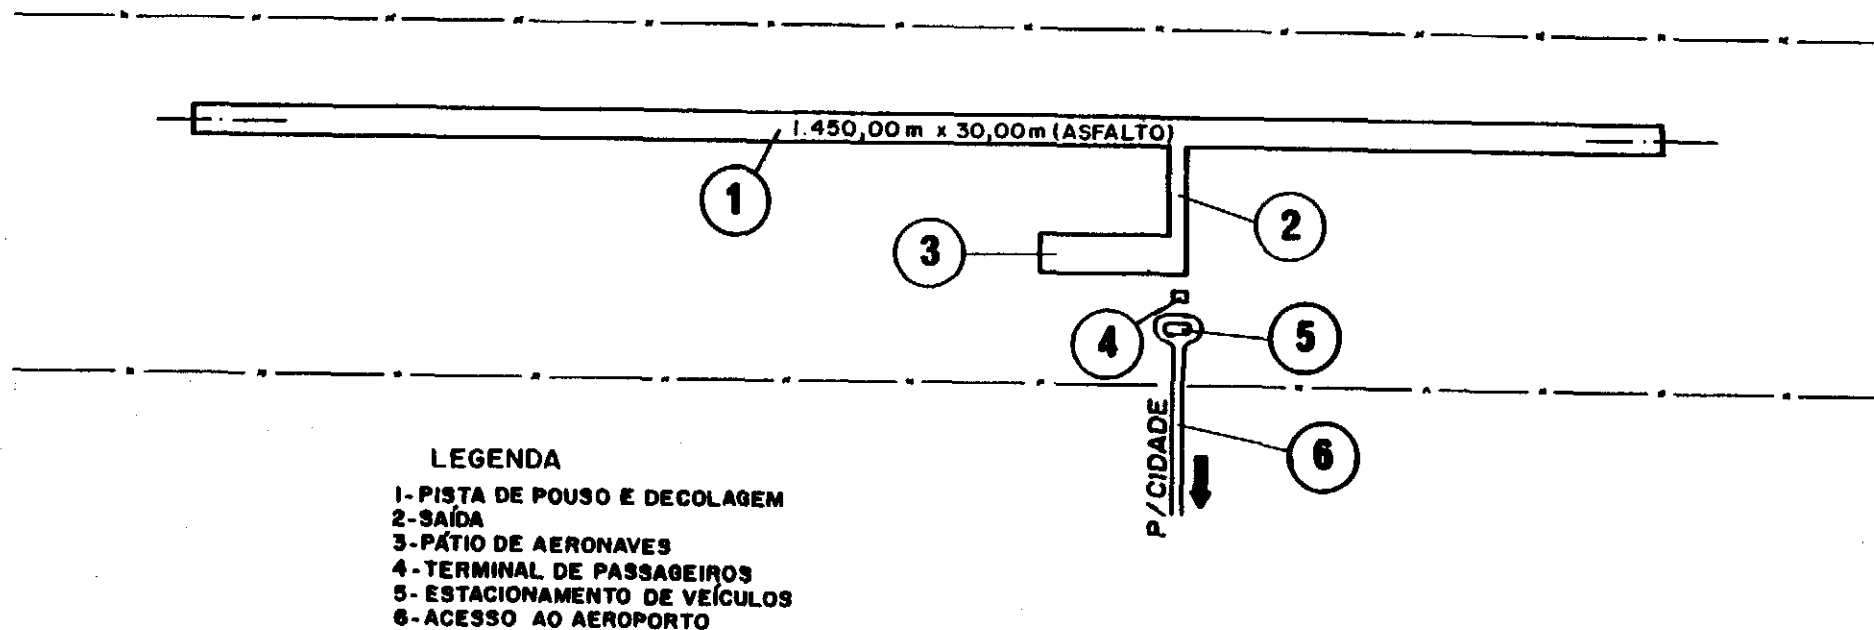 1.450,00 m x 30,00 m (ASFALTO)
1
2
3
4
5
P/CIDADE
6
LEGENDA
1-PISTA DE POUSO E DECOLAGEM
2-SAÍDA
3-PÁTIO DE AERONAVES
4-TERMINAL DE PASSAGEIROS
5-ESTACIONAMENTO DE VEÍCULOS
6-ACESSO AO AEROPORTO